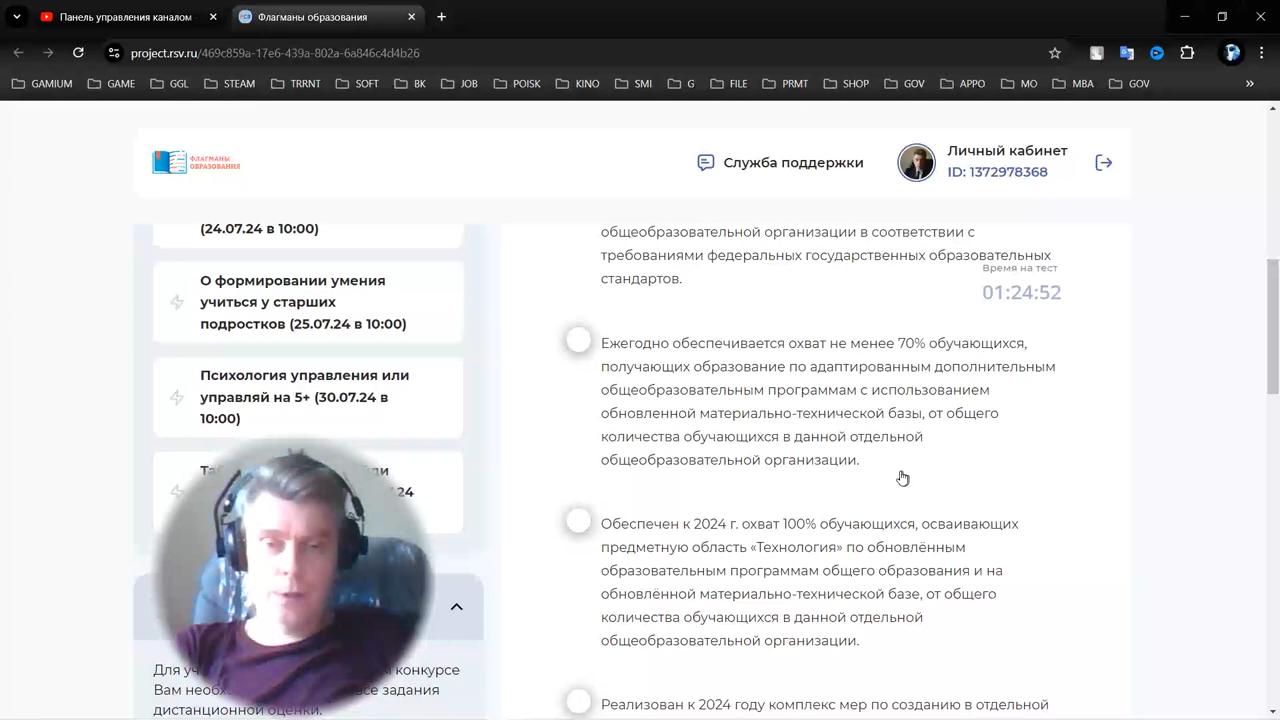 Панель управления каналом
Флагманы образования
project.rsv.ru/469c859a-17e6-439a-802a-6a846c4d4b26
GAMIUM
GAME
GGL
STEAM
TRRNT
SOFT
BK
JOB
POISK
KINO
SMI
G
FILE
PRMT
SHOP
GOV
APPO
MO
MBA
GOV
ФЛАГМАНЫ
ОБРАЗОВАНИЯ
Служба поддержки
Личный кабинет
ID: 1372978368
(24.07.24 в 10:00)
О формировании умения
учиться у старших
подростков (25.07.24 в 10:00)
Психология управления или
управляй на 5+ (30.07.24 в
10:00)
24
конкурсе
Для
Вам
все задания
дистанционной оценки.
общеобразовательной организации в соответствии с
требованиями федеральных государственных образовательных
стандартов.
Время на тест
01:24:52
Ежегодно обеспечивается охват не менее 70% обучающихся,
получающих образование по адаптированным дополнительным
общеобразовательным программам с использованием
обновленной материально-технической базы, от общего
количества обучающихся в данной отдельной
общеобразовательной организации.
Обеспечен к 2024 г. охват 100% обучающихся, осваивающих
предметную область «Технология» по обновлённым
образовательным программам общего образования и на
обновлённой материально-технической базе, от общего
количества обучающихся в данной отдельной
общеобразовательной организации.
Реализован к 2024 году комплекс мер по созданию в отдельной